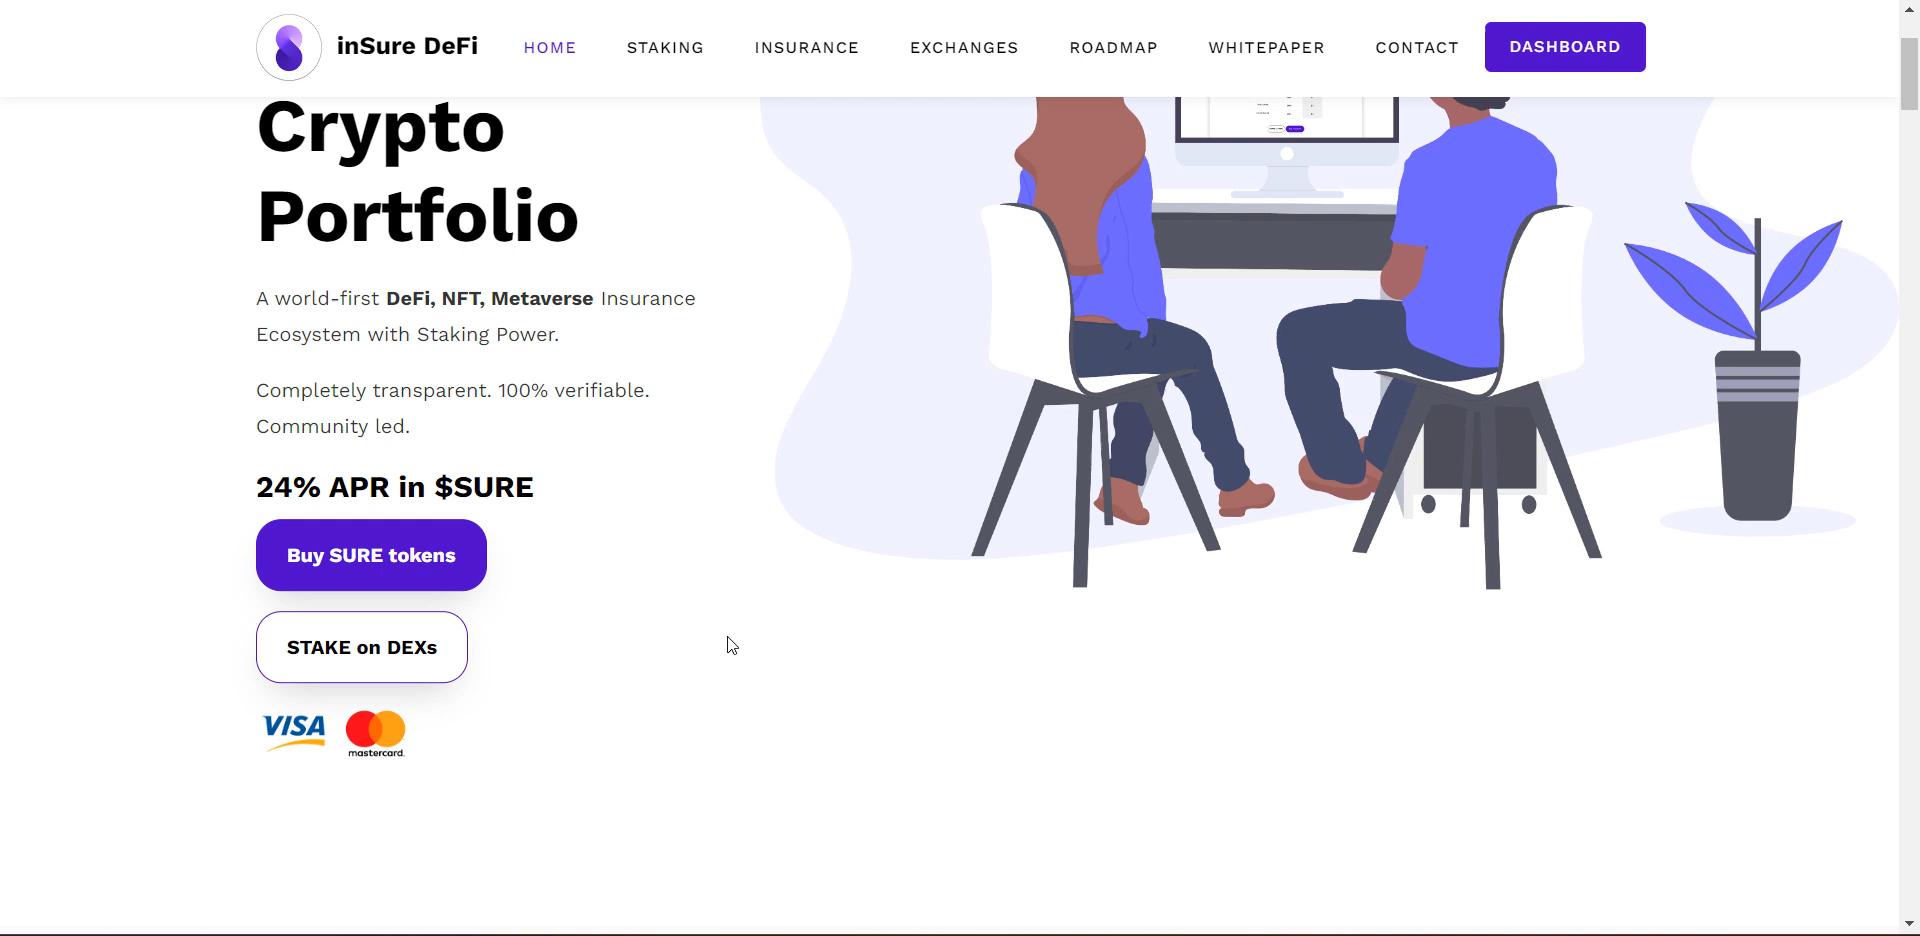 inSure DeFi
HOME
STAKING
INSURANCE
EXCHANGES
ROADMAP
WHITEPAPER
CONTACT
DASHBOARD
Crypto
Portfolio
A world-first DeFi, NFT, Metaverse Insurance
Ecosystem with Staking Power.
Completely transparent. 100% verifiable.
Community led.
24% APR in $SURE
Buy SURE tokens
STAKE on DEXs
VISA
mastercard.